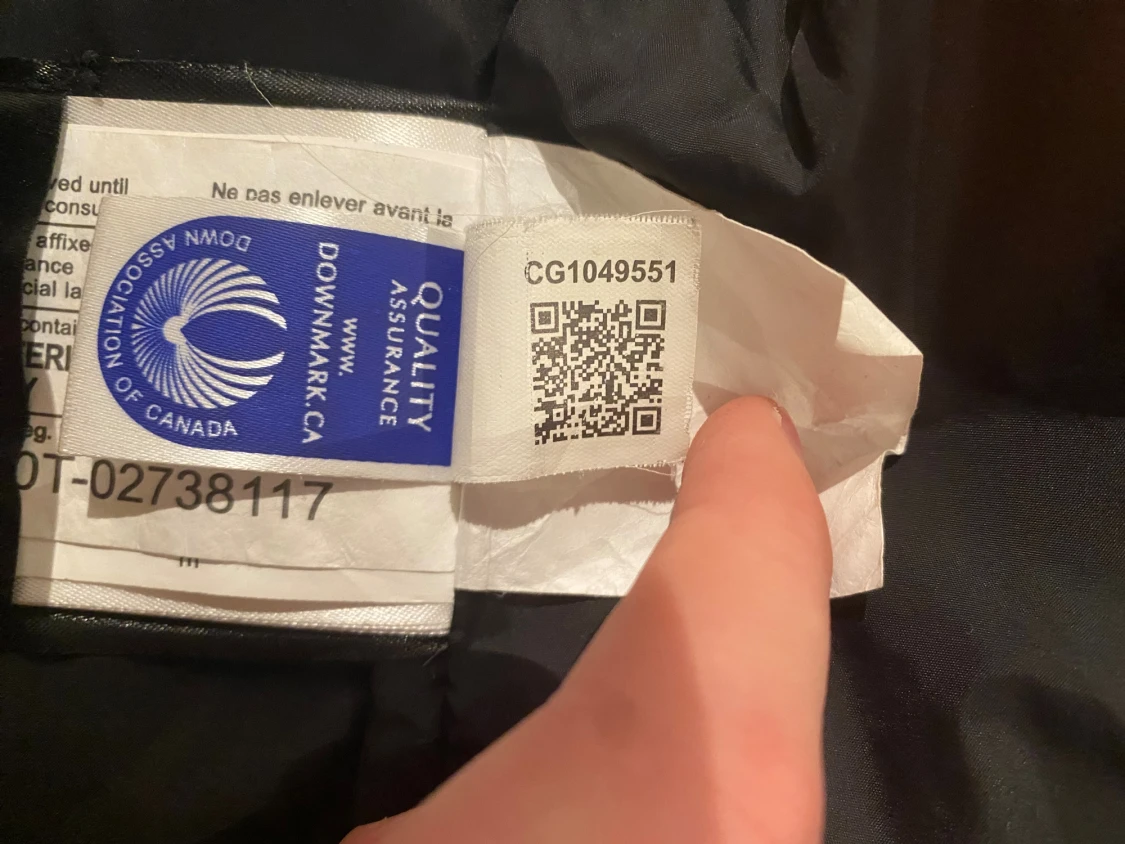 ved until
consu
affixe
ance
cial la
contai
ERI
Y
eg.
OT-02738117
Ne pas enlever avant la
DOWN ASSOCIATION OF CANADA
www.
DOWNMARK.CA
QUALITY
ASSURANCE
CG1049551